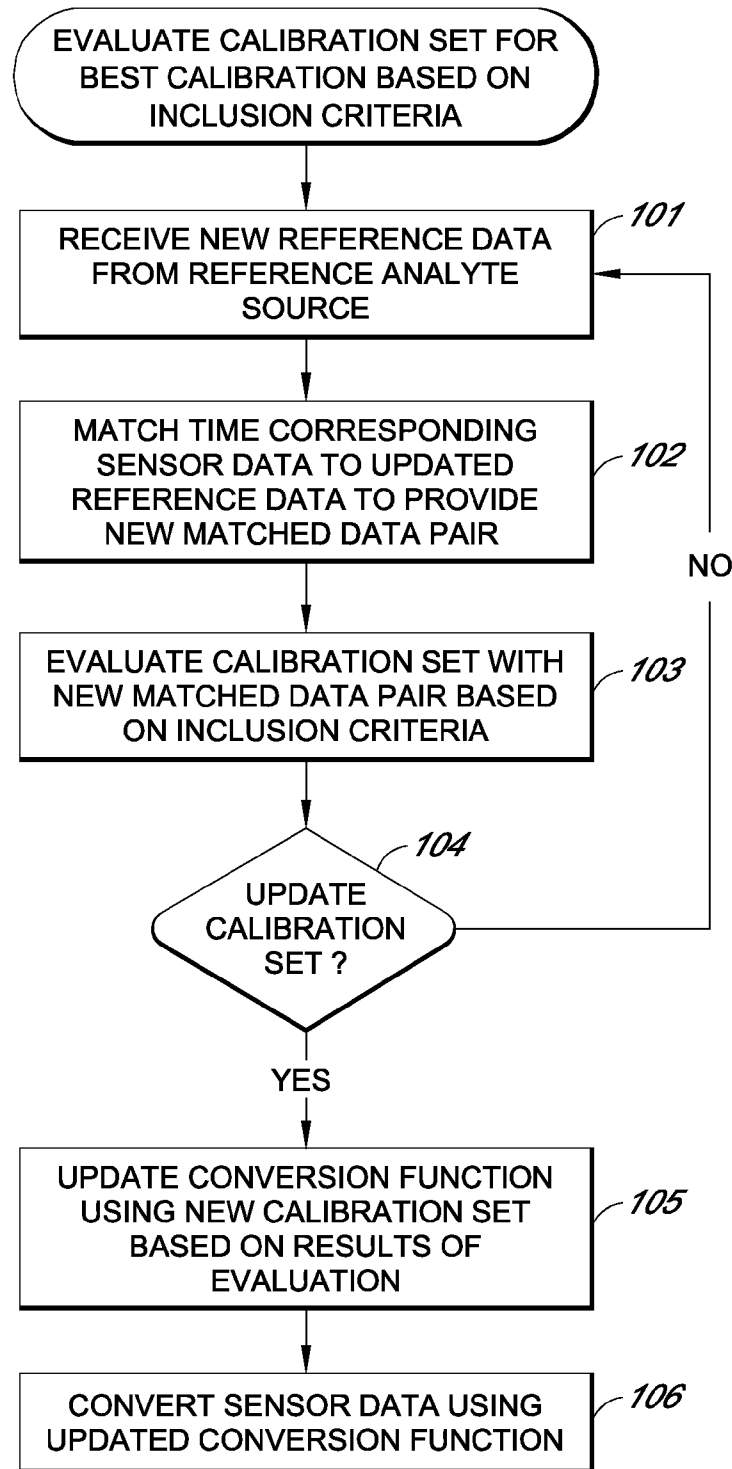 EVALUATE CALIBRATION SET FOR
BEST CALIBRATION BASED ON
INCLUSION CRITERIA
101
RECEIVE NEW REFERENCE DATA
FROM REFERENCE ANALYTE
SOURCE
MATCH TIME CORRESPONDING
SENSOR DATA TO UPDATED
REFERENCE DATA TO PROVIDE
NEW MATCHED DATA PAIR
102
NO
EVALUATE CALIBRATION SET WITH
NEW MATCHED DATA PAIR BASED
ON INCLUSION CRITERIA
103
104
UPDATE
CALIBRATION
SET ?
YES
UPDATE CONVERSION FUNCTION
USING NEW CALIBRATION SET
BASED ON RESULTS OF
EVALUATION
105
CONVERT SENSOR DATA USING
UPDATED CONVERSION FUNCTION
106